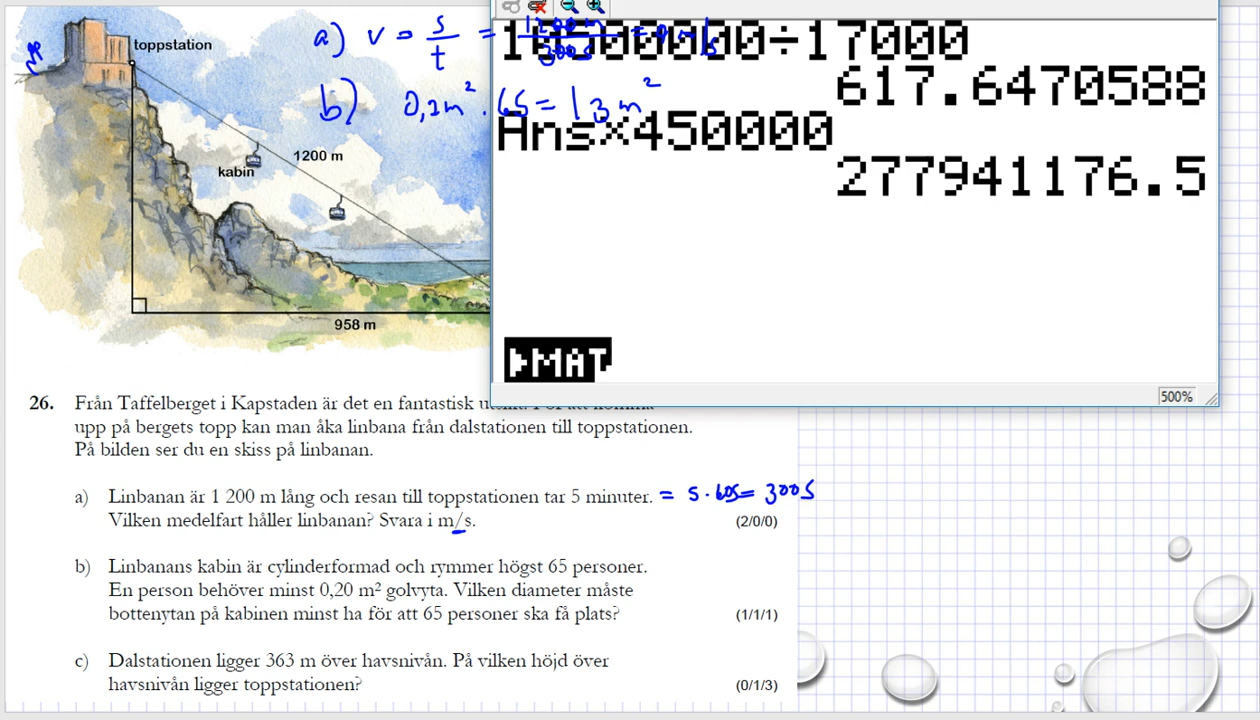 toppstation
kabin
1200 m
958 m
a) v = s/t = 1200 m/300s =
b) 0,2m² · 65 = 13 m²
÷17000
617.6470588
Ans×450000
277941176.5
▶MAT
500%
26. Från Taffelberget i Kapstaden är det en fantastisk
upp på bergets topp kan man åka linbana från dalstationen till toppstationen.
På bilden ser du en skiss på linbanan.
a) Linbanan är 1 200 m lång och resan till toppstationen tar 5 minuter. = 5·60s= 300s
Vilken medelfart håller linbanan? Svara i m/s. (2/0/0)
b) Linbanans kabin är cylinderformad och rymmer högst 65 personer.
En person behöver minst 0,20 m² golvyta. Vilken diameter måste
bottenytan på kabinen minst ha för att 65 personer ska få plats? (1/1/1)
c) Dalstationen ligger 363 m över havsnivån. På vilken höjd över
havsnivån ligger toppstationen? (0/1/3)